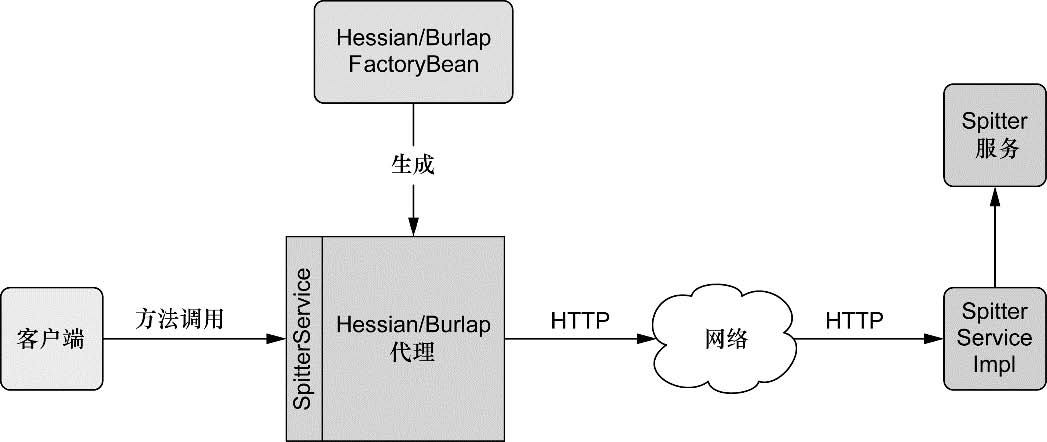 Hessian/Burlap
FactoryBean
生成
Spitter
服务
客户端
方法调用
SpitterService
Hessian/Burlap
代理
HTTP
网络
HTTP
Spitter
Service
Impl